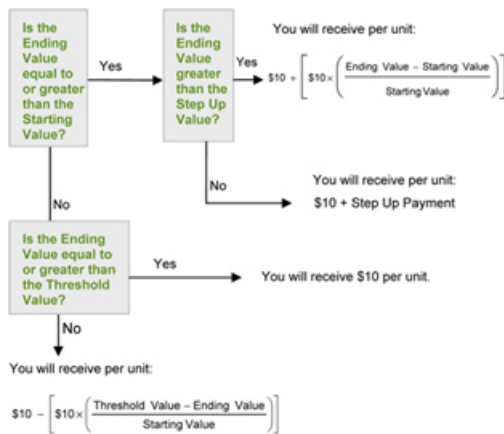 Is the
Ending
Value
equal to
or greater
than the
Starting
Value?
Yes
Is the
Ending
Value
greater
than the
Step Up
Value?
Yes
You will receive per unit:
$10 + [ $10 × ( Ending Value – Starting Value
Starting Value ) ]
No
You will receive per unit:
$10 + Step Up Payment
No
Is the Ending
Value equal to
or greater than
the Threshold
Value?
Yes
You will receive $10 per unit.
No
You will receive per unit:
$10 – [ $10 × ( Threshold Value – Ending Value
Starting Value ) ]